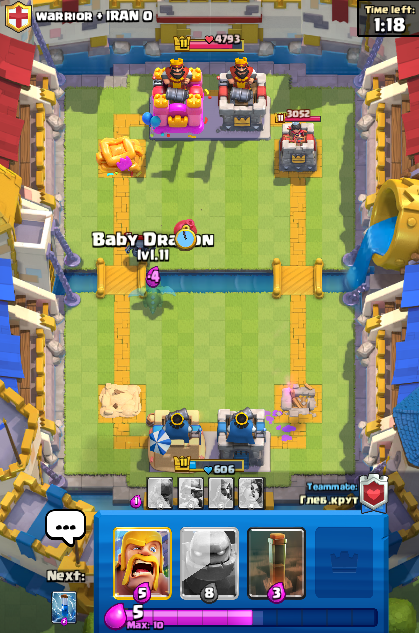 WARRIOR + IRAN 0
Time left:
1:18
4793
11 3052
Baby Dragon
lvl.11
4
606
Teammate:
Глеб.крут
5
8
3
Next:
5
Max: 10